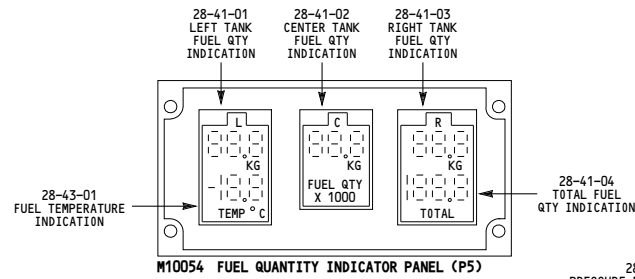 28-41-01
LEFT TANK
FUEL QTY
INDICATION
28-41-02
CENTER TANK
FUEL QTY
INDICATION
28-41-03
RIGHT TANK
FUEL QTY
INDICATION
L
C
R
KG
KG
KG
FUEL QTY
X 1000
TEMP °C
TOTAL
28-43-01
FUEL TEMPERATURE
INDICATION
28-41-04
TOTAL FUEL
QTY INDICATION
M10054 FUEL QUANTITY INDICATOR PANEL (P5)
28